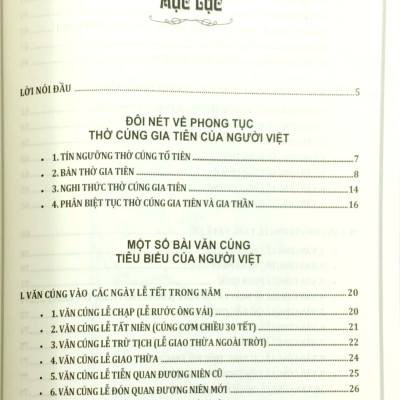 MỤC LỤC
LỜI NÓI ĐẦU 5
ĐÔI NÉT VỀ PHONG TỤC
THỜ CÚNG GIA TIÊN CỦA NGƯỜI VIỆT
• 1. TÍN NGƯỠNG THỜ CÚNG TỔ TIÊN 7
• 2. BÀN THỜ GIA TIÊN 8
• 3. NGHI THỨC THỜ CÚNG GIA TIÊN 14
• 4. PHÂN BIỆT TỤC THỜ CÚNG GIA TIÊN VÀ GIA THẦN 16
MỘT SỐ BÀI VĂN CÚNG
TIÊU BIỂU CỦA NGƯỜI VIỆT
I. VĂN CÚNG VÀO CÁC NGÀY LỄ TẾT TRONG NĂM 20
• 1. VĂN CÚNG LỄ CHẠP (LỄ RƯỚC ÔNG VẢI) 20
• 2. VĂN CÚNG LỄ TẤT NIÊN (CÚNG CƠM CHIỀU 30 TẾT) 21
• 3. VĂN CÚNG LỄ TRỪ TỊCH (LỄ GIAO THỪA NGOÀI TRỜI) 22
• 4. VĂN CÚNG LỄ GIAO THỪA 24
• 5. VĂN CÚNG LỄ TIỄN QUAN ĐƯƠNG NIÊN CŨ 25
• 6. VĂN CÚNG LỄ ĐÓN QUAN ĐƯƠNG NIÊN MỚI 26